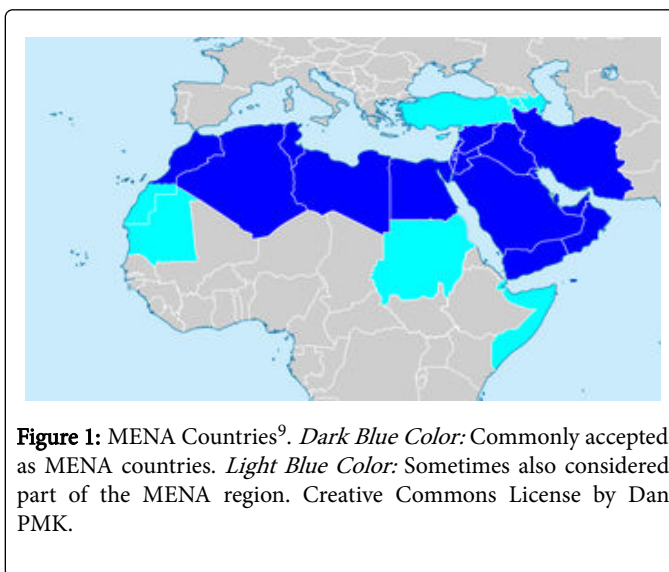 Figure 1: MENA Countries9. Dark Blue Color: Commonly accepted
as MENA countries. Light Blue Color: Sometimes also considered
part of the MENA region. Creative Commons License by Dan
PMK.